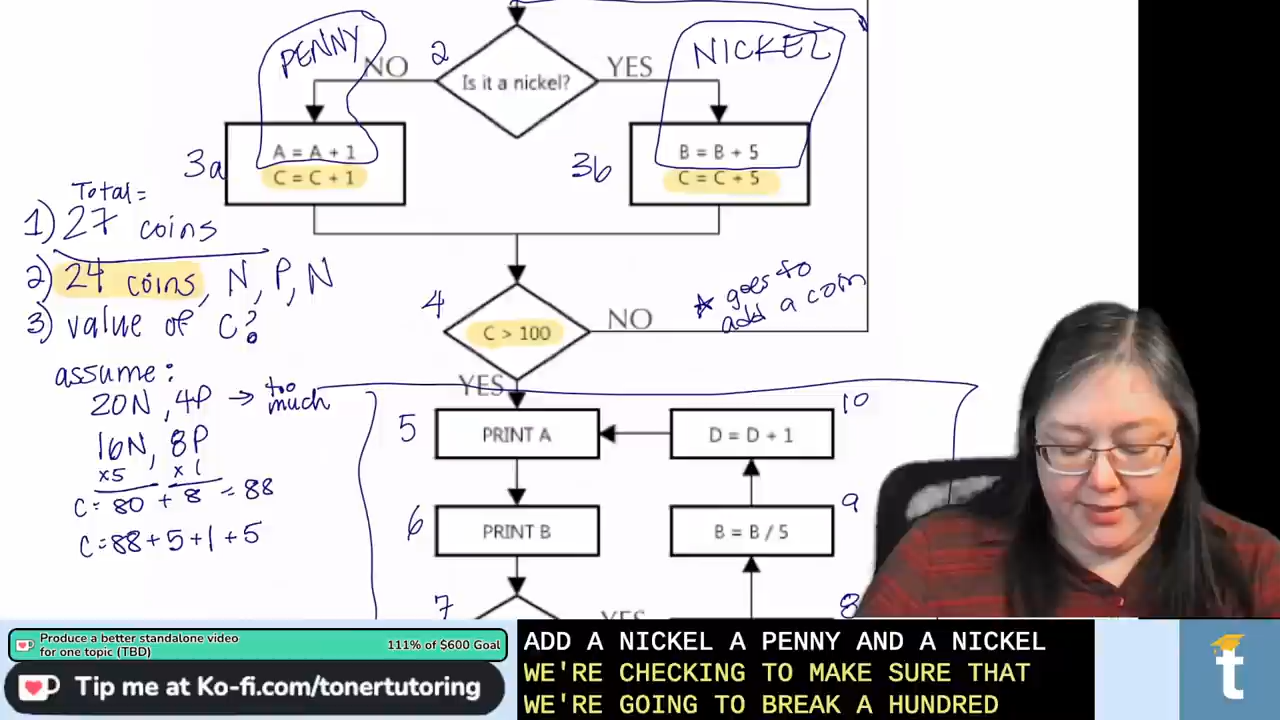 PENNY
2
NICKEL
NO
Is it a nickel?
YES
3a
A = A + 1
C = C + 1
3b
B = B + 5
C = C + 5
Total =
1) 27 coins
2) 24 coins, N, P, N
3) value of C?
4
C > 100
NO
* goes to
add a coin
assume:
20N, 4P → too
much
16N, 8P
x5 x1
C = 80 + 8 = 88
C = 88 + 5 + 1 + 5
YES
5
PRINT A
10
D = D + 1
6
PRINT B
9
B = B / 5
7
YES
8
Produce a better standalone video
for one topic (TBD)
111% of $600 Goal
Tip me at Ko-fi.com/tonertutoring
ADD A NICKEL A PENNY AND A NICKEL
WE'RE CHECKING TO MAKE SURE THAT
WE'RE GOING TO BREAK A HUNDRED
t